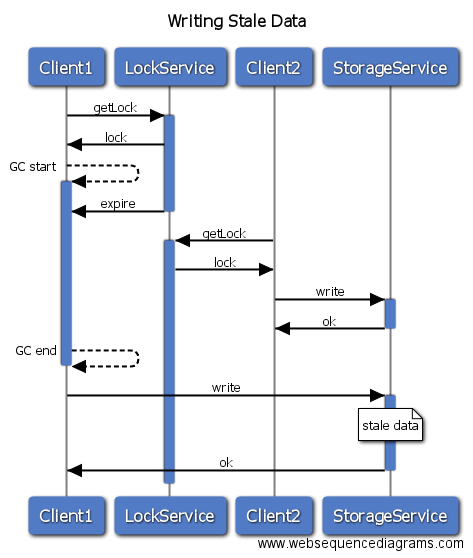 Writing Stale Data
Client1 LockService Client2 StorageService
getLock
lock
GC start
expire
getLock
lock
write
ok
GC end
write
stale data
ok
Client1 LockService Client2 StorageService
www.websequencediagrams.com